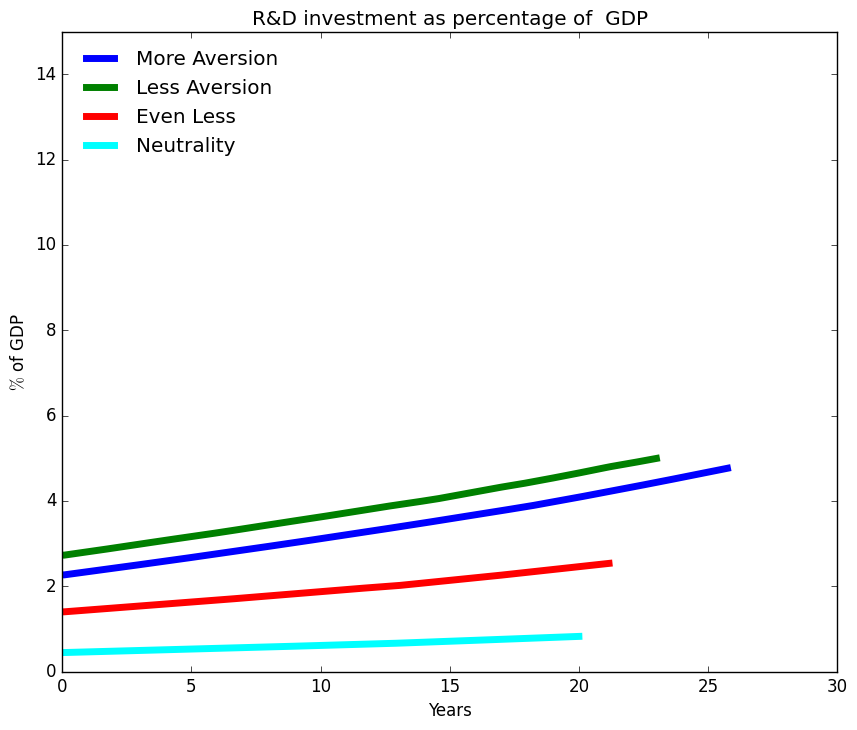 R&D investment as percentage of  GDP
More Aversion
Less Aversion
Even Less
Neutrality
% of GDP
14
12
10
8
6
4
2
0
0 5 10 15 20 25 30
Years